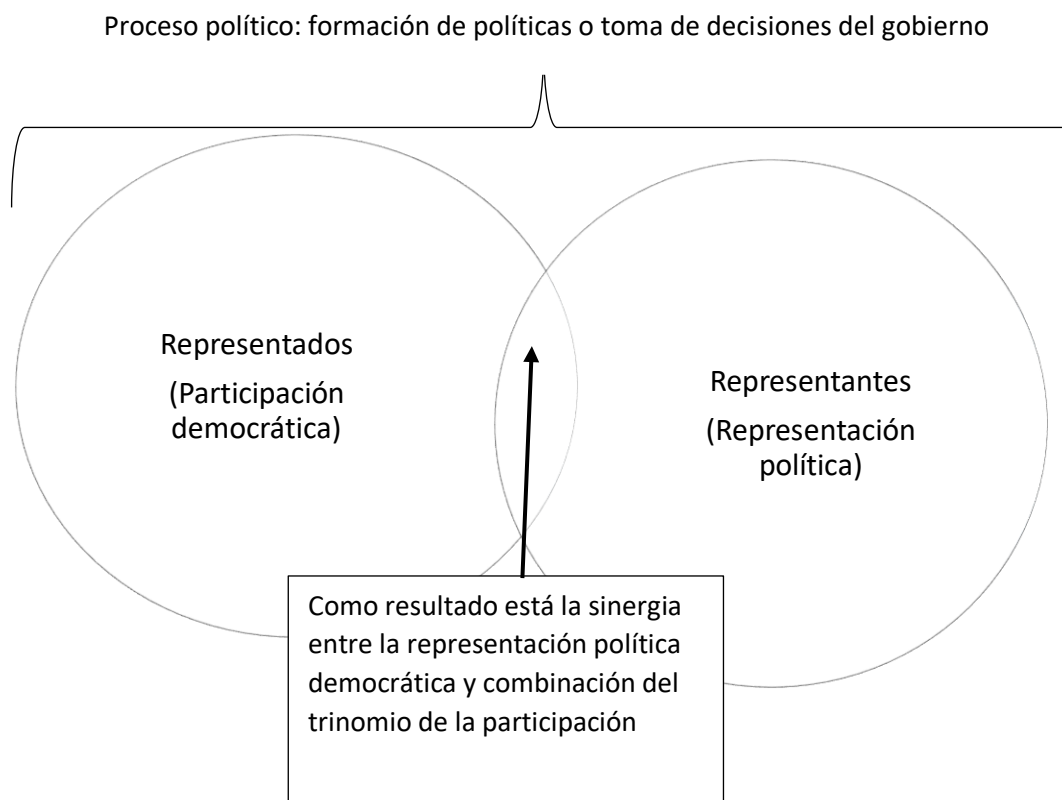 Proceso político: formación de políticas o toma de decisiones del gobierno
Representados
(Participación
democrática)
Representantes
(Representación
política)
Como resultado está la sinergia
entre la representación política
democrática y combinación del
trinomio de la participación